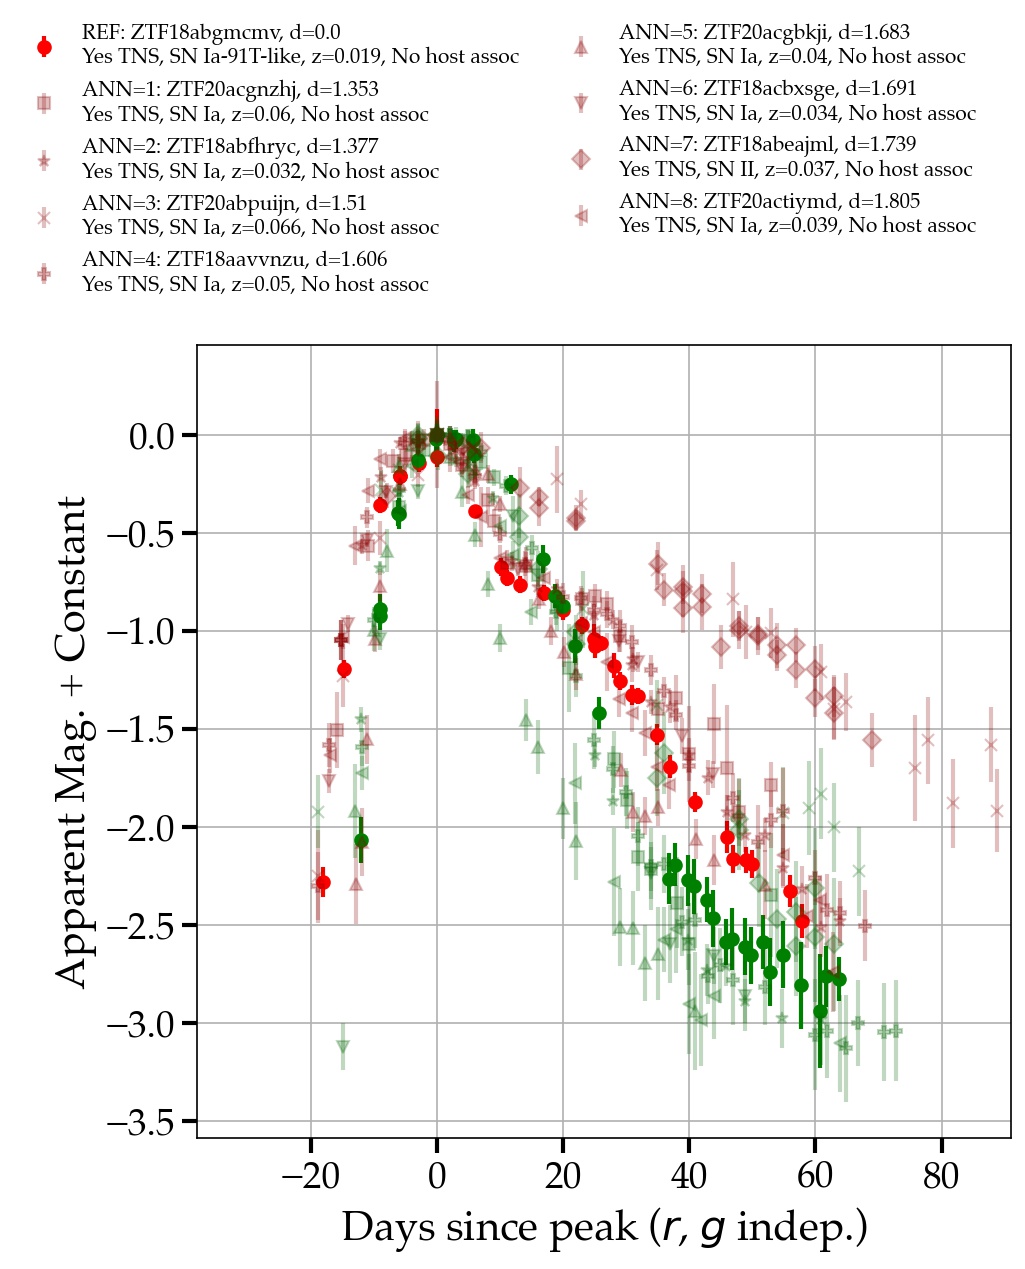 REF: ZTF18abgmcmv, d=0.0
Yes TNS, SN Ia-91T-like, z=0.019, No host assoc
ANN=1: ZTF20acgnzhj, d=1.353
Yes TNS, SN Ia, z=0.06, No host assoc
ANN=2: ZTF18abfhryc, d=1.377
Yes TNS, SN Ia, z=0.032, No host assoc
ANN=3: ZTF20abpuijn, d=1.51
Yes TNS, SN Ia, z=0.066, No host assoc
ANN=4: ZTF18aavvnzu, d=1.606
Yes TNS, SN Ia, z=0.05, No host assoc
ANN=5: ZTF20acgbkji, d=1.683
Yes TNS, SN Ia, z=0.04, No host assoc
ANN=6: ZTF18acbxsge, d=1.691
Yes TNS, SN Ia, z=0.034, No host assoc
ANN=7: ZTF18abeajml, d=1.739
Yes TNS, SN II, z=0.037, No host assoc
ANN=8: ZTF20actiymd, d=1.805
Yes TNS, SN Ia, z=0.039, No host assoc
Apparent Mag. + Constant
0.0
−0.5
−1.0
−1.5
−2.0
−2.5
−3.0
−3.5
−20 0 20 40 60 80
Days since peak (r, g indep.)